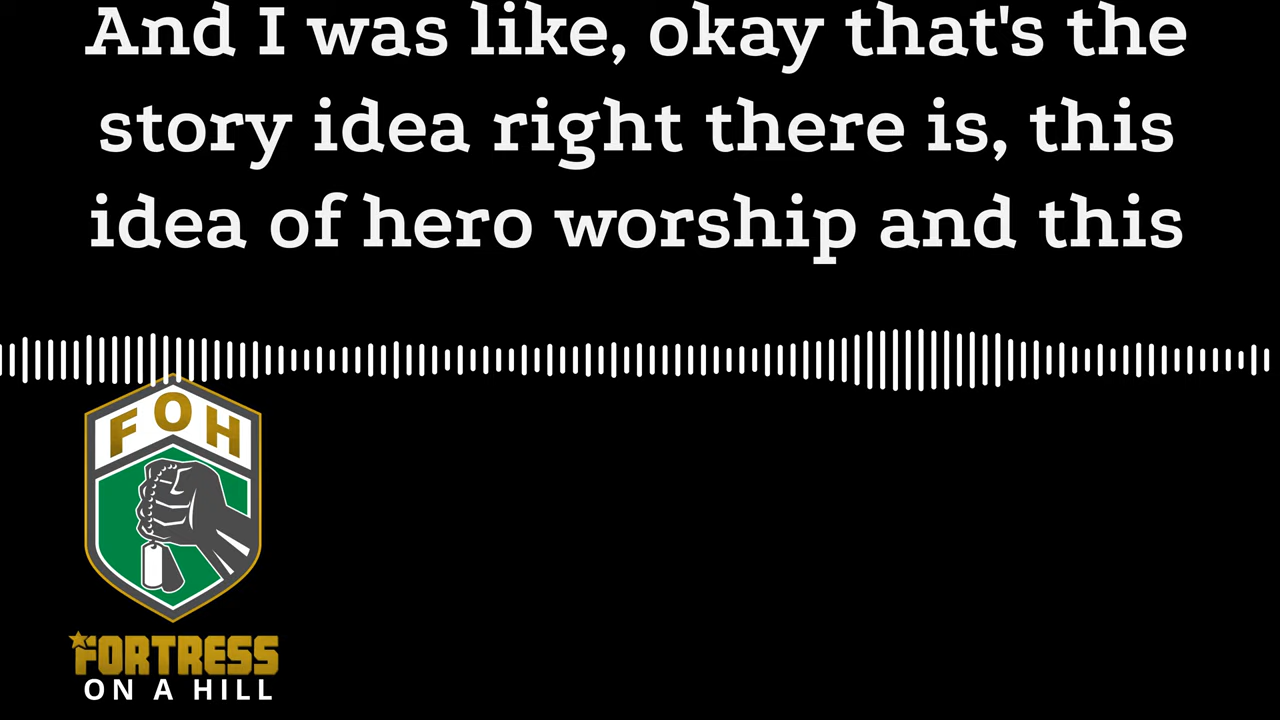 And I was like, okay that's the
story idea right there is, this
idea of hero worship and this
FOH
FORTRESS
ON A HILL